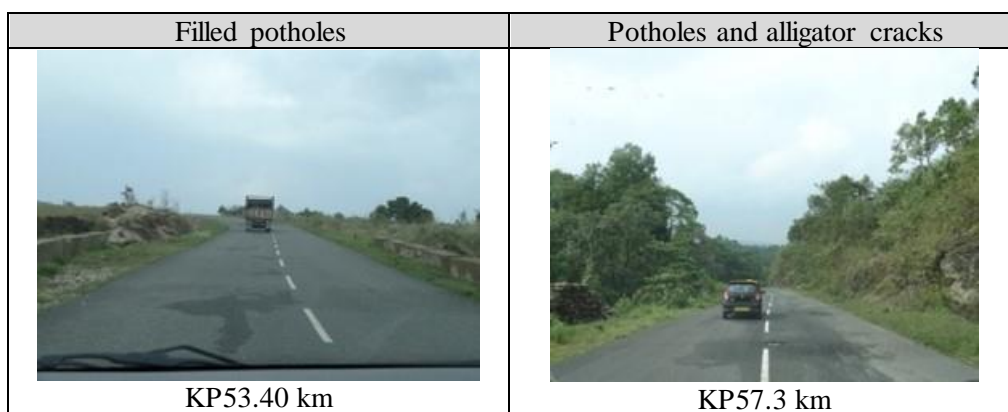 Filled potholes
Potholes and alligator cracks
KP53.40 km
KP57.3 km